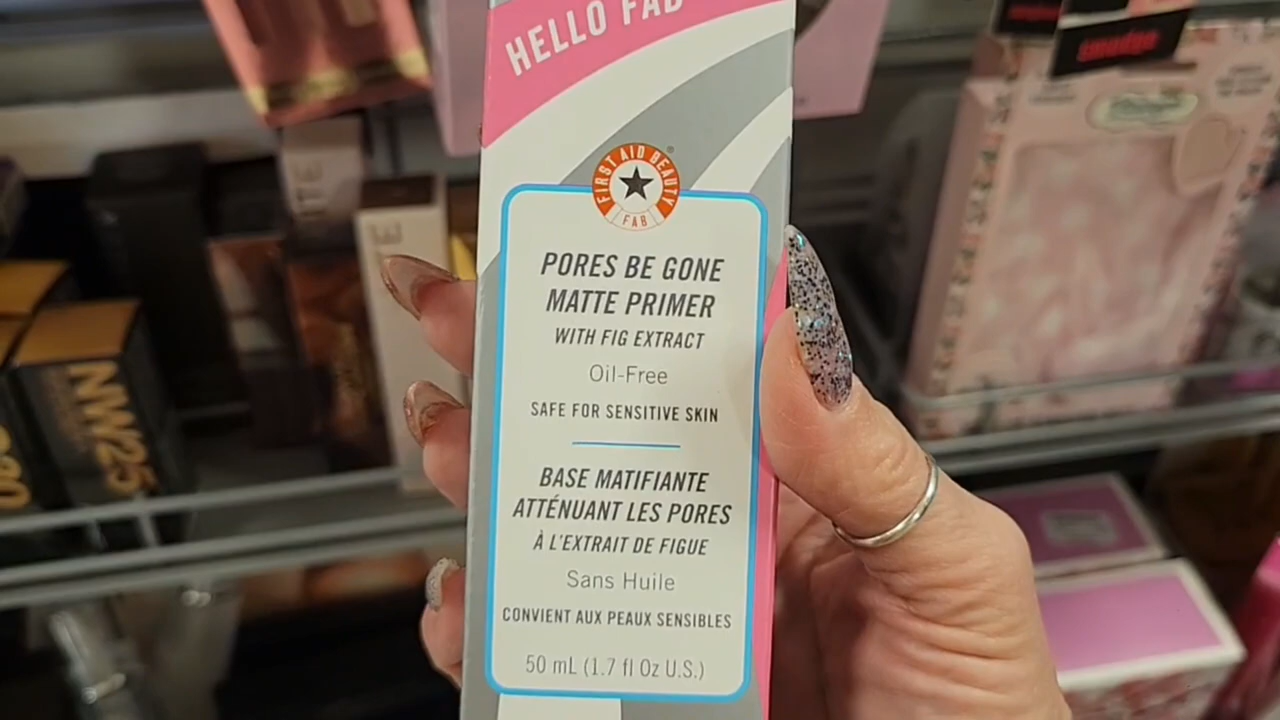 HELLO FAB
FIRST AID BEAUTY
FAB
PORES BE GONE
MATTE PRIMER
WITH FIG EXTRACT
Oil-Free
SAFE FOR SENSITIVE SKIN
BASE MATIFIANTE
ATTÉNUANT LES PORES
À L'EXTRAIT DE FIGUE
Sans Huile
CONVIENT AUX PEAUX SENSIBLES
50 mL (1.7 fl Oz U.S.)
NW25